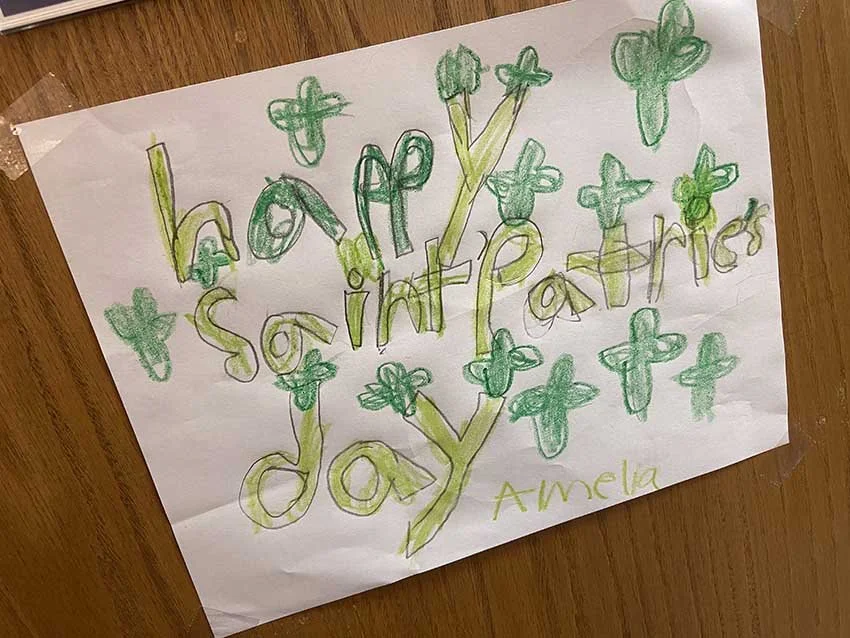 happy
saint patric's
day
Amelia